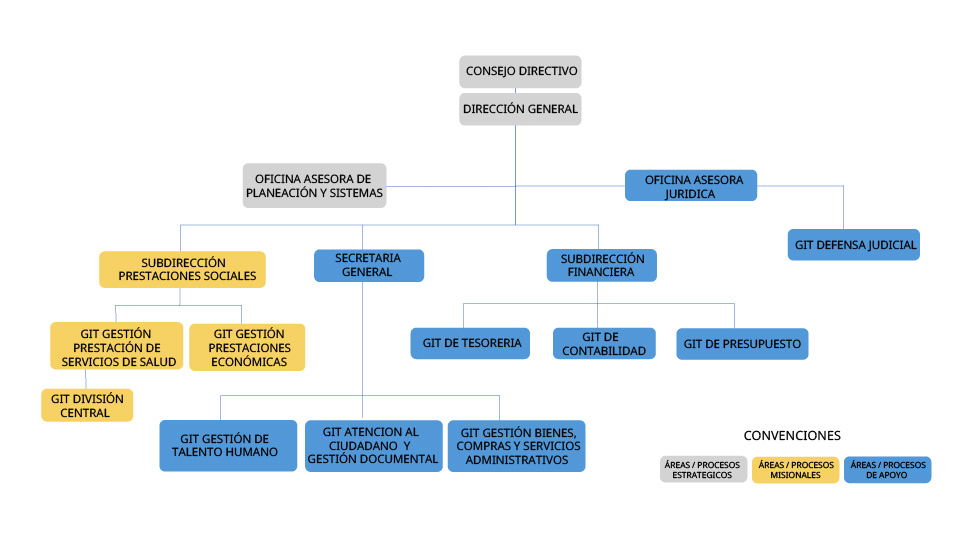 CONSEJO DIRECTIVO
DIRECCIÓN GENERAL
OFICINA ASESORA DE
PLANEACIÓN Y SISTEMAS
OFICINA ASESORA
JURIDICA
GIT DEFENSA JUDICIAL
SUBDIRECCIÓN
PRESTACIONES SOCIALES
SECRETARIA
GENERAL
SUBDIRECCIÓN
FINANCIERA
GIT GESTIÓN
PRESTACIÓN DE
SERVICIOS DE SALUD
GIT GESTIÓN
PRESTACIONES
ECONÓMICAS
GIT DE TESORERIA
GIT DE
CONTABILIDAD
GIT DE PRESUPUESTO
GIT DIVISIÓN
CENTRAL
GIT GESTIÓN DE
TALENTO HUMANO
GIT ATENCION AL
CIUDADANO Y
GESTIÓN DOCUMENTAL
GIT GESTIÓN BIENES,
COMPRAS Y SERVICIOS
ADMINISTRATIVOS
CONVENCIONES
ÁREAS / PROCESOS
ESTRATEGICOS
ÁREAS / PROCESOS
MISIONALES
ÁREAS / PROCESOS
DE APOYO